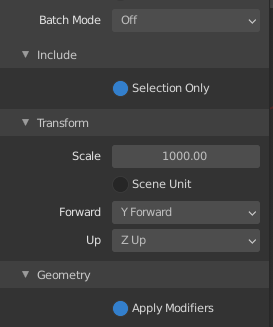 Batch Mode Off
Include
Selection Only
Transform
Scale 1000.00
Scene Unit
Forward Y Forward
Up Z Up
Geometry
Apply Modifiers